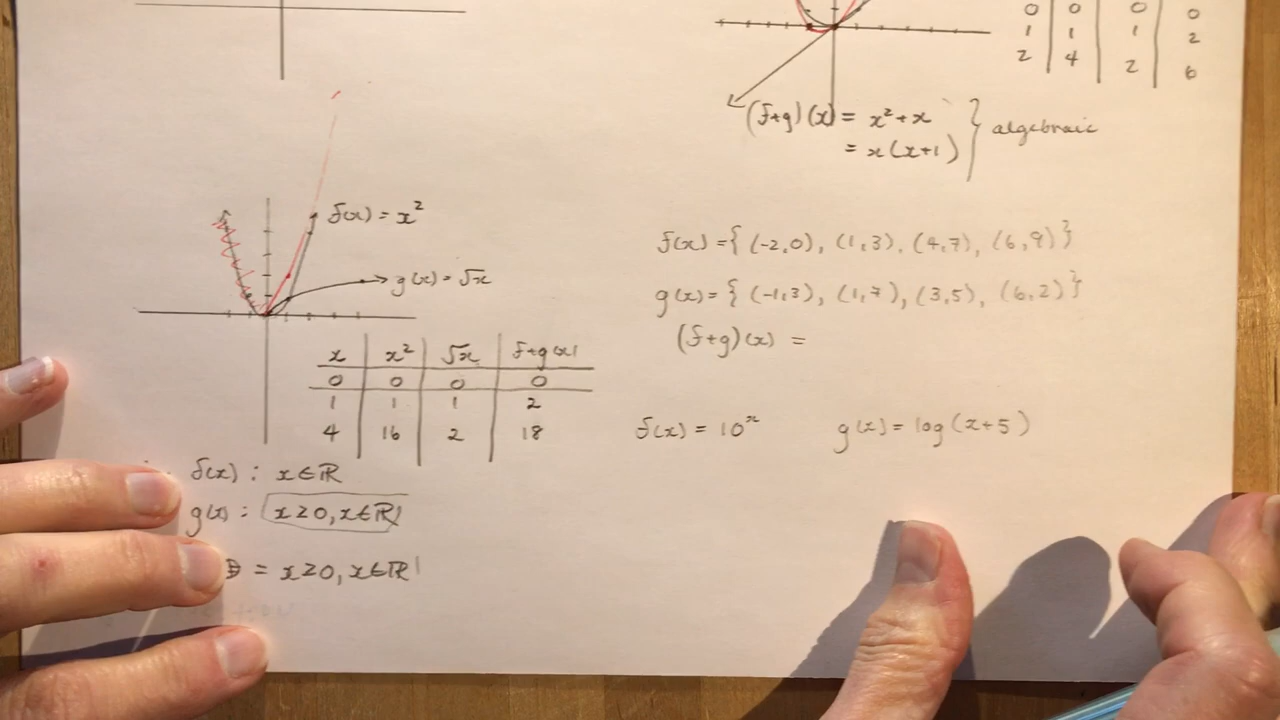 0 0 0 0
1 1 1 2
2 4 2 6
(f+g)(x) = x²+x
= x(x+1)
algebraic
f(x) = x²
g(x) = √x
x x² √x f+g(x)
0 0 0 0
1 1 1 2
4 16 2 18
f(x) : x∈ℝ
g(x) : x≥0, x∈ℝ
= x≥0, x∈ℝ
f(x) = { (-2,0), (1,3), (4,7), (6,9) }
g(x) = { (-1,3), (1,7), (3,5), (6,2) }
(f+g)(x) =
f(x) = 10ˣ g(x) = log(x+5)